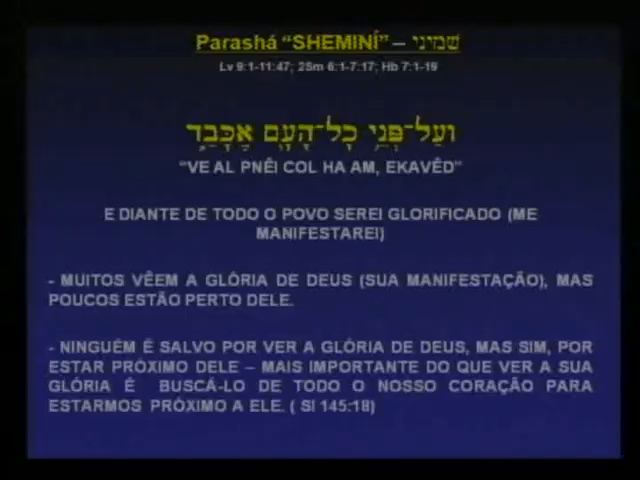 Parashá "SHEMINÍ" – שמיני
Lv 9:1-11:47; 2Sm 6:1-7:17; Hb 7:1-19
וְעַל־פְּנֵ֥י כָל־הָעָ֖ם אֶכָּבֵ֑ד
"VE AL PNÊI COL HA AM, EKAVÊD"
E DIANTE DE TODO O POVO SEREI GLORIFICADO (ME
MANIFESTAREI)
- MUITOS VÊEM A GLÓRIA DE DEUS (SUA MANIFESTAÇÃO), MAS
POUCOS ESTÃO PERTO DELE.
- NINGUÉM É SALVO POR VER A GLÓRIA DE DEUS, MAS SIM, POR
ESTAR PRÓXIMO DELE – MAIS IMPORTANTE DO QUE VER A SUA
GLÓRIA É BUSCÁ-LO DE TODO O NOSSO CORAÇÃO PARA
ESTARMOS PRÓXIMO A ELE. ( Sl 145:18)